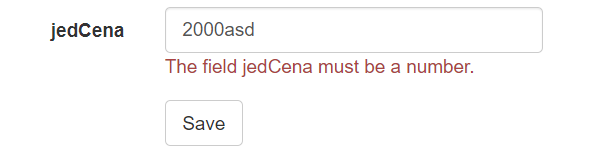 jedCena 2000asd
The field jedCena must be a number.
Save